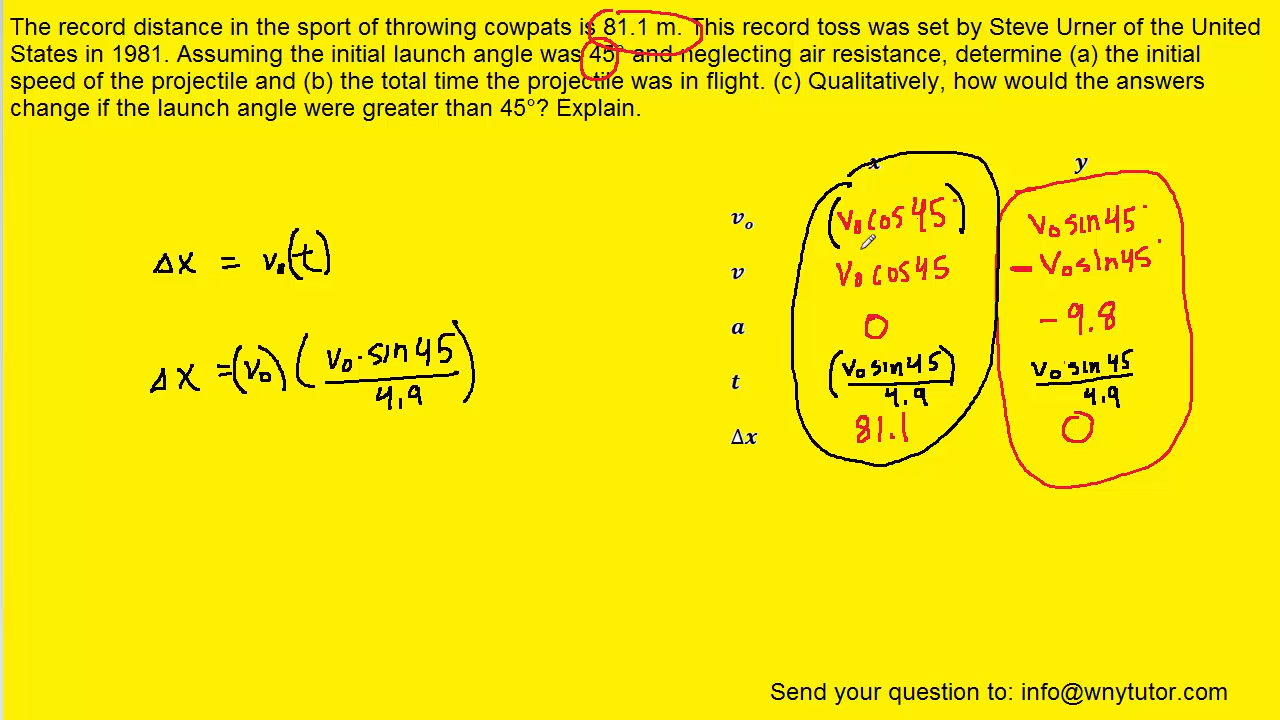 The record distance in the sport of throwing cowpats is 81.1 m. This record toss was set by Steve Urner of the United
States in 1981. Assuming the initial launch angle was 45° and neglecting air resistance, determine (a) the initial
speed of the projectile and (b) the total time the projectile was in flight. (c) Qualitatively, how would the answers
change if the launch angle were greater than 45°? Explain.
x y
v₀ (v₀cos45°) v₀sin45°
Δx = v₀(t)
v v₀cos45 -v₀sin45°
a 0 -9.8
Δx = (v₀)(v₀·sin45/4.9)
t (v₀sin45/4.9) v₀sin45/4.9
Δx 81.1 0
Send your question to: info@wnytutor.com